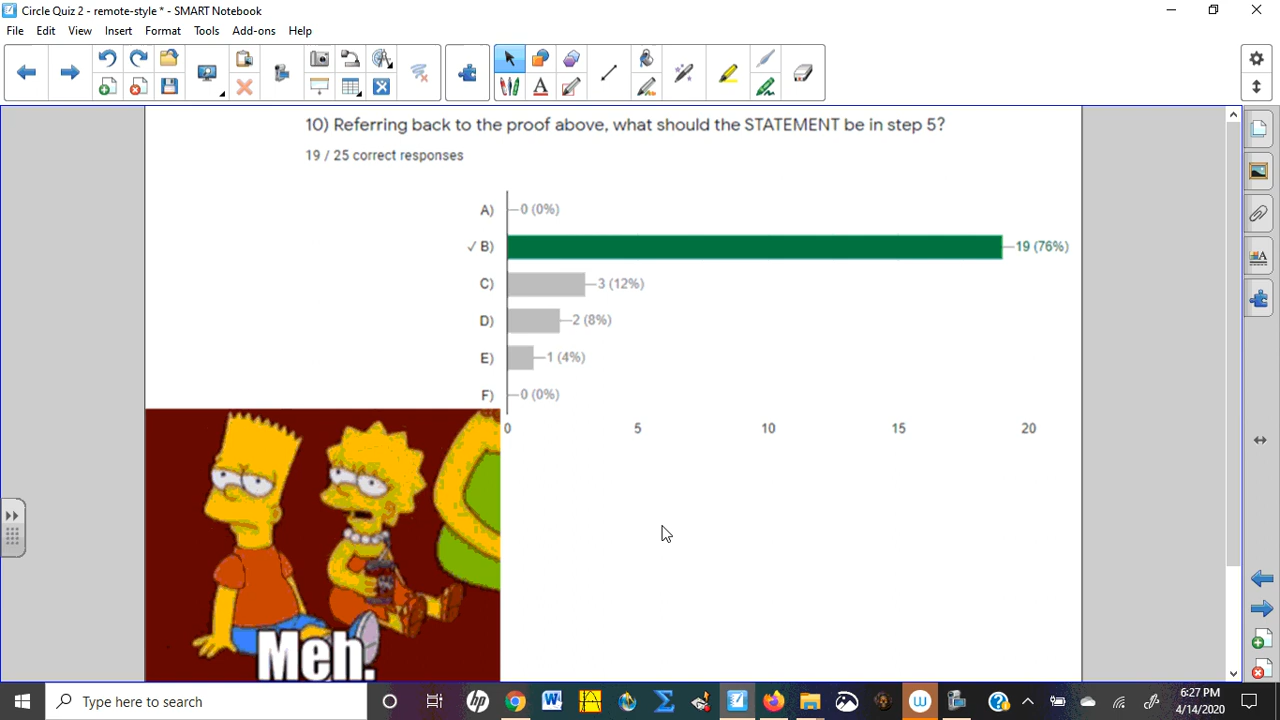 Circle Quiz 2 - remote-style * - SMART Notebook
File Edit View Insert Format Tools Add-ons Help
10) Referring back to the proof above, what should the STATEMENT be in step 5?
19 / 25 correct responses
A) 0 (0%)
✓ B) 19 (76%)
C) 3 (12%)
D) 2 (8%)
E) 1 (4%)
F) 0 (0%)
0 5 10 15 20
Meh.
Type here to search
6:27 PM
4/14/2020